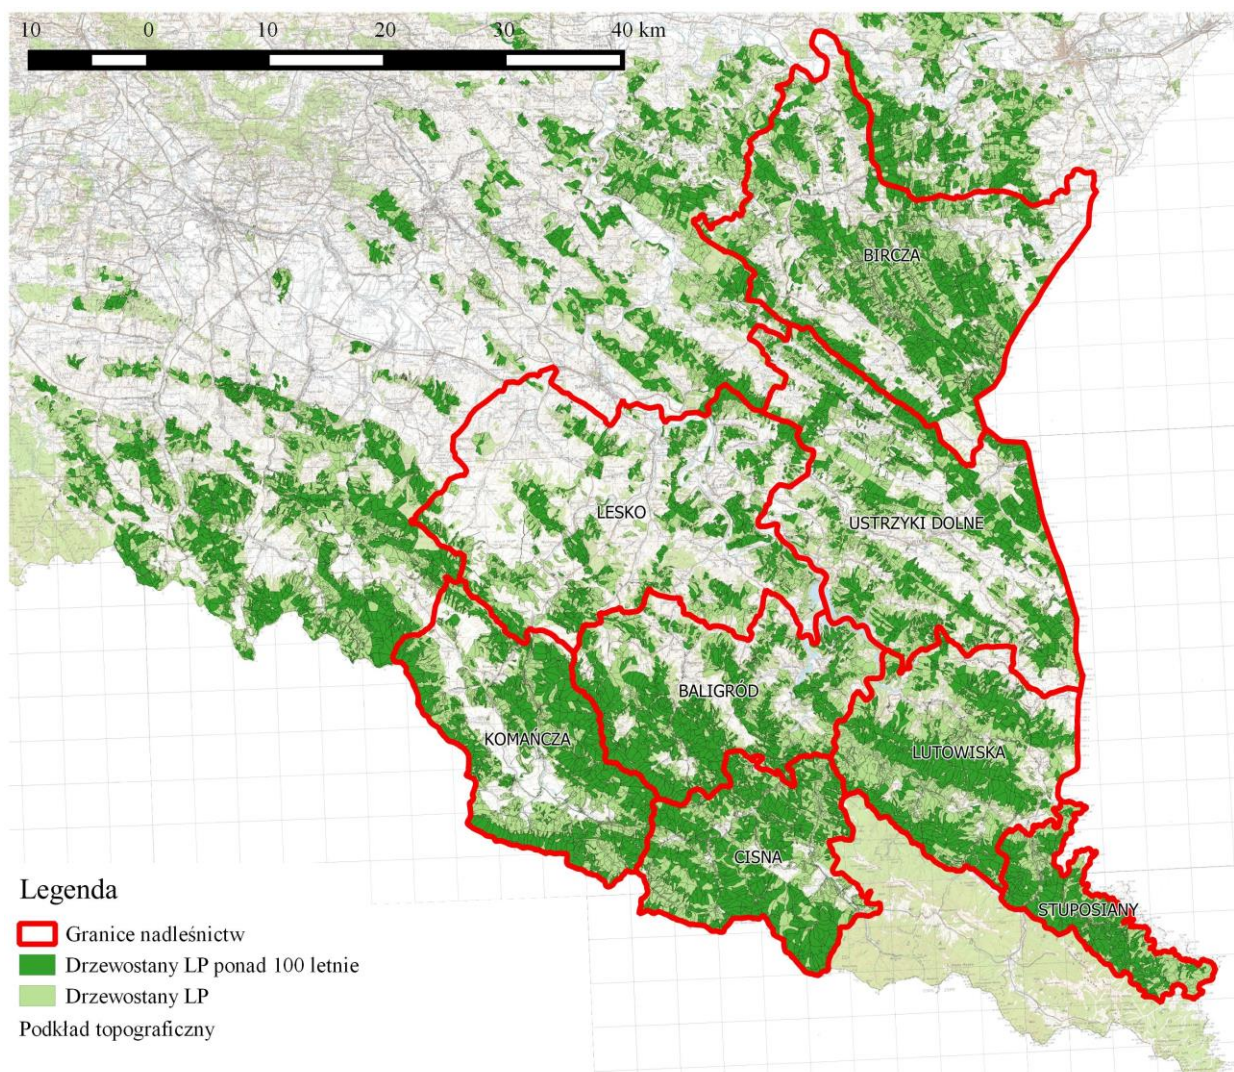 10 0 10 20 30 40 km
BIRCZA
LESKO
USTRZYKI DOLNE
BALIGRÓD
KOMAŃCZA
LUTOWISKA
CISNA
STUPOSIANY
Legenda
Granice nadleśnictw
Drzewostany LP ponad 100 letnie
Drzewostany LP
Podkład topograficzny